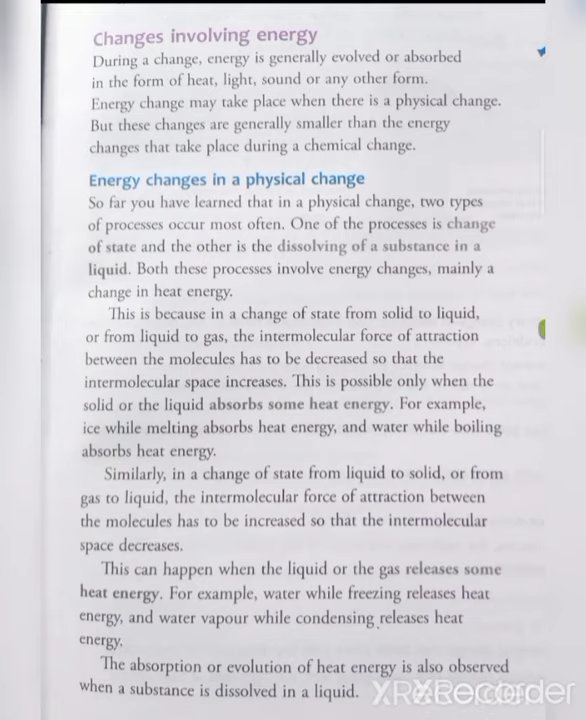 Changes involving energy
During a change, energy is generally evolved or absorbed
in the form of heat, light, sound or any other form.
Energy change may take place when there is a physical change.
But these changes are generally smaller than the energy
changes that take place during a chemical change.
Energy changes in a physical change
So far you have learned that in a physical change, two types
of processes occur most often. One of the processes is change
of state and the other is the dissolving of a substance in a
liquid. Both these processes involve energy changes, mainly a
change in heat energy.
This is because in a change of state from solid to liquid,
or from liquid to gas, the intermolecular force of attraction
between the molecules has to be decreased so that the
intermolecular space increases. This is possible only when the
solid or the liquid absorbs some heat energy. For example,
ice while melting absorbs heat energy, and water while boiling
absorbs heat energy.
Similarly, in a change of state from liquid to solid, or from
gas to liquid, the intermolecular force of attraction between
the molecules has to be increased so that the intermolecular
space decreases.
This can happen when the liquid or the gas releases some
heat energy. For example, water while freezing releases heat
energy, and water vapour while condensing releases heat
energy.
The absorption or evolution of heat energy is also observed
when a substance is dissolved in a liquid.